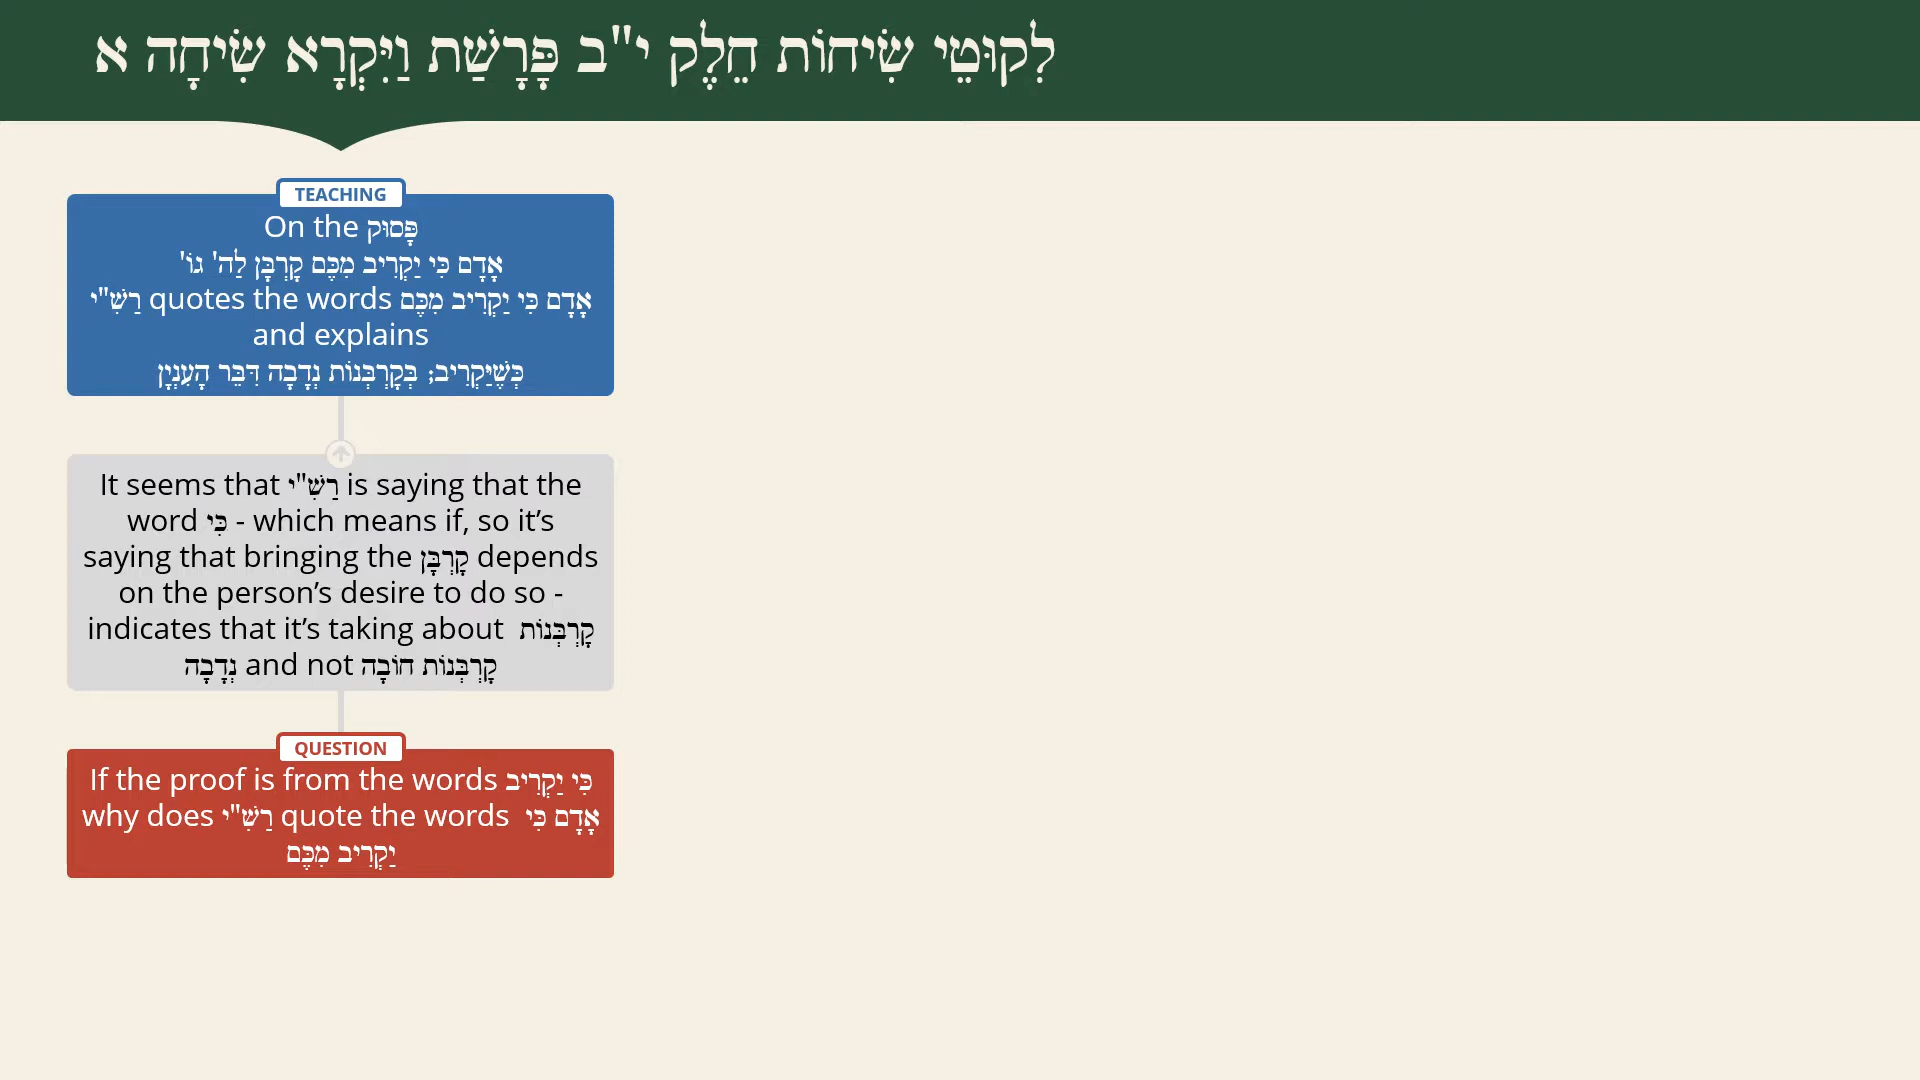 לִקוּטֵי שִׂיחוֹת חֵלֶק י"ב פָּרָשַׁת וַיִּקְרָא שִׂיחָה א
TEACHING
On the פָּסוּק
אָדָם כִּי יַקְרִיב מִכֶּם קָרְבָּן לַה' גוֹ'
רַשִׁ"י quotes the words אָדָם כִּי יַקְרִיב מִכֶּם
and explains
כְּשֶׁיַּקְרִיב; בְּקָרְבְּנוֹת נְדָבָה דִּבֵּר הָעִנְיָן
It seems that רַשִׁ"י is saying that the
word כִּי - which means if, so it’s
saying that bringing the קָרְבָּן depends
on the person’s desire to do so -
indicates that it’s taking about קָרְבְּנוֹת
נְדָבָה and not קָרְבְּנוֹת חוֹבָה
QUESTION
If the proof is from the words כִּי יַקְרִיב
why does רַשִׁ"י quote the words אָדָם כִּי
יַקְרִיב מִכֶּם